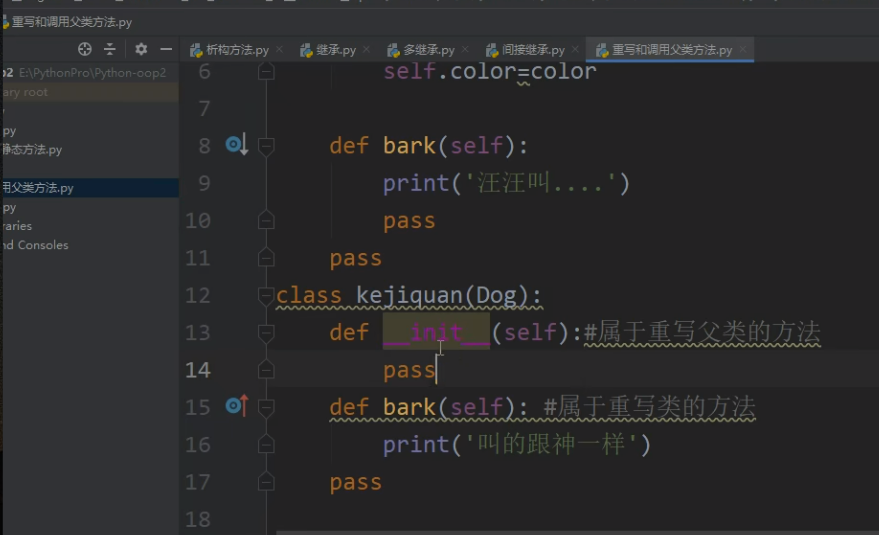 重写和调用父类方法.py
析构方法.py
继承.py
多继承.py
间接继承.py
重写和调用父类方法.py
E:\PythonPro\Python-oop2
ary root
py
静态方法.py
用父类方法.py
py
raries
nd Consoles
6 self.color=color
7
8 def bark(self):
9 print('汪汪叫....')
10 pass
11 pass
12 class kejiquan(Dog):
13 def __init__(self):#属于重写父类的方法
14 pass
15 def bark(self): #属于重写类的方法
16 print('叫的跟神一样')
17 pass
18